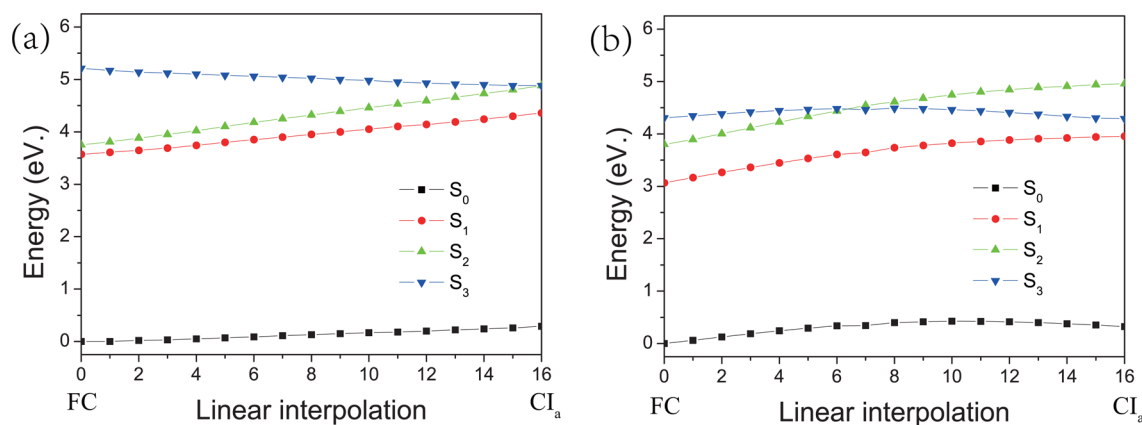 (a)
6
5
4
3
2
1
0
Energy (eV.)
S0
S1
S2
S3
0 2 4 6 8 10 12 14 16
FC Linear interpolation CIa
(b)
6
5
4
3
2
1
0
Energy (eV.)
S0
S1
S2
S3
0 2 4 6 8 10 12 14 16
FC Linear interpolation CIa